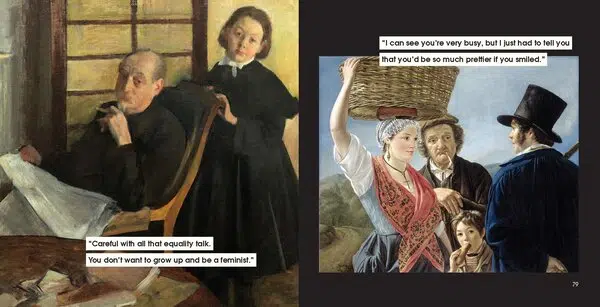 "Careful with all that equality talk.
You don't want to grow up and be a feminist."
"I can see you're very busy, but I just had to tell you
that you'd be so much prettier if you smiled."
79